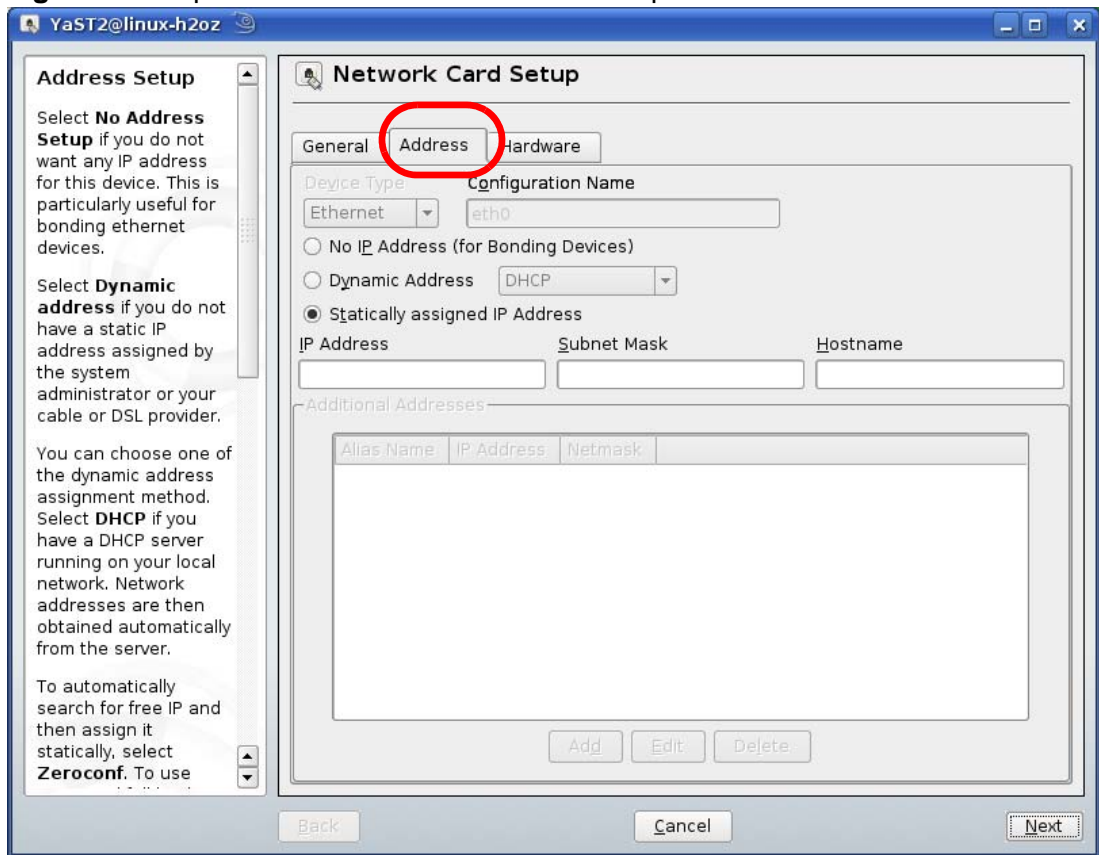 YaST2@linux-h2oz
Address Setup
Select No Address
Setup if you do not
want any IP address
for this device. This is
particularly useful for
bonding ethernet
devices.
Select Dynamic
address if you do not
have a static IP
address assigned by
the system
administrator or your
cable or DSL provider.
You can choose one of
the dynamic address
assignment method.
Select DHCP if you
have a DHCP server
running on your local
network. Network
addresses are then
obtained automatically
from the server.
To automatically
search for free IP and
then assign it
statically, select
Zeroconf. To use
Network Card Setup
General Address Hardware
Device Type Configuration Name
Ethernet eth0
No IP Address (for Bonding Devices)
Dynamic Address DHCP
Statically assigned IP Address
IP Address Subnet Mask Hostname
Additional Addresses
Alias Name IP Address Netmask
Add Edit Delete
Back Cancel Next